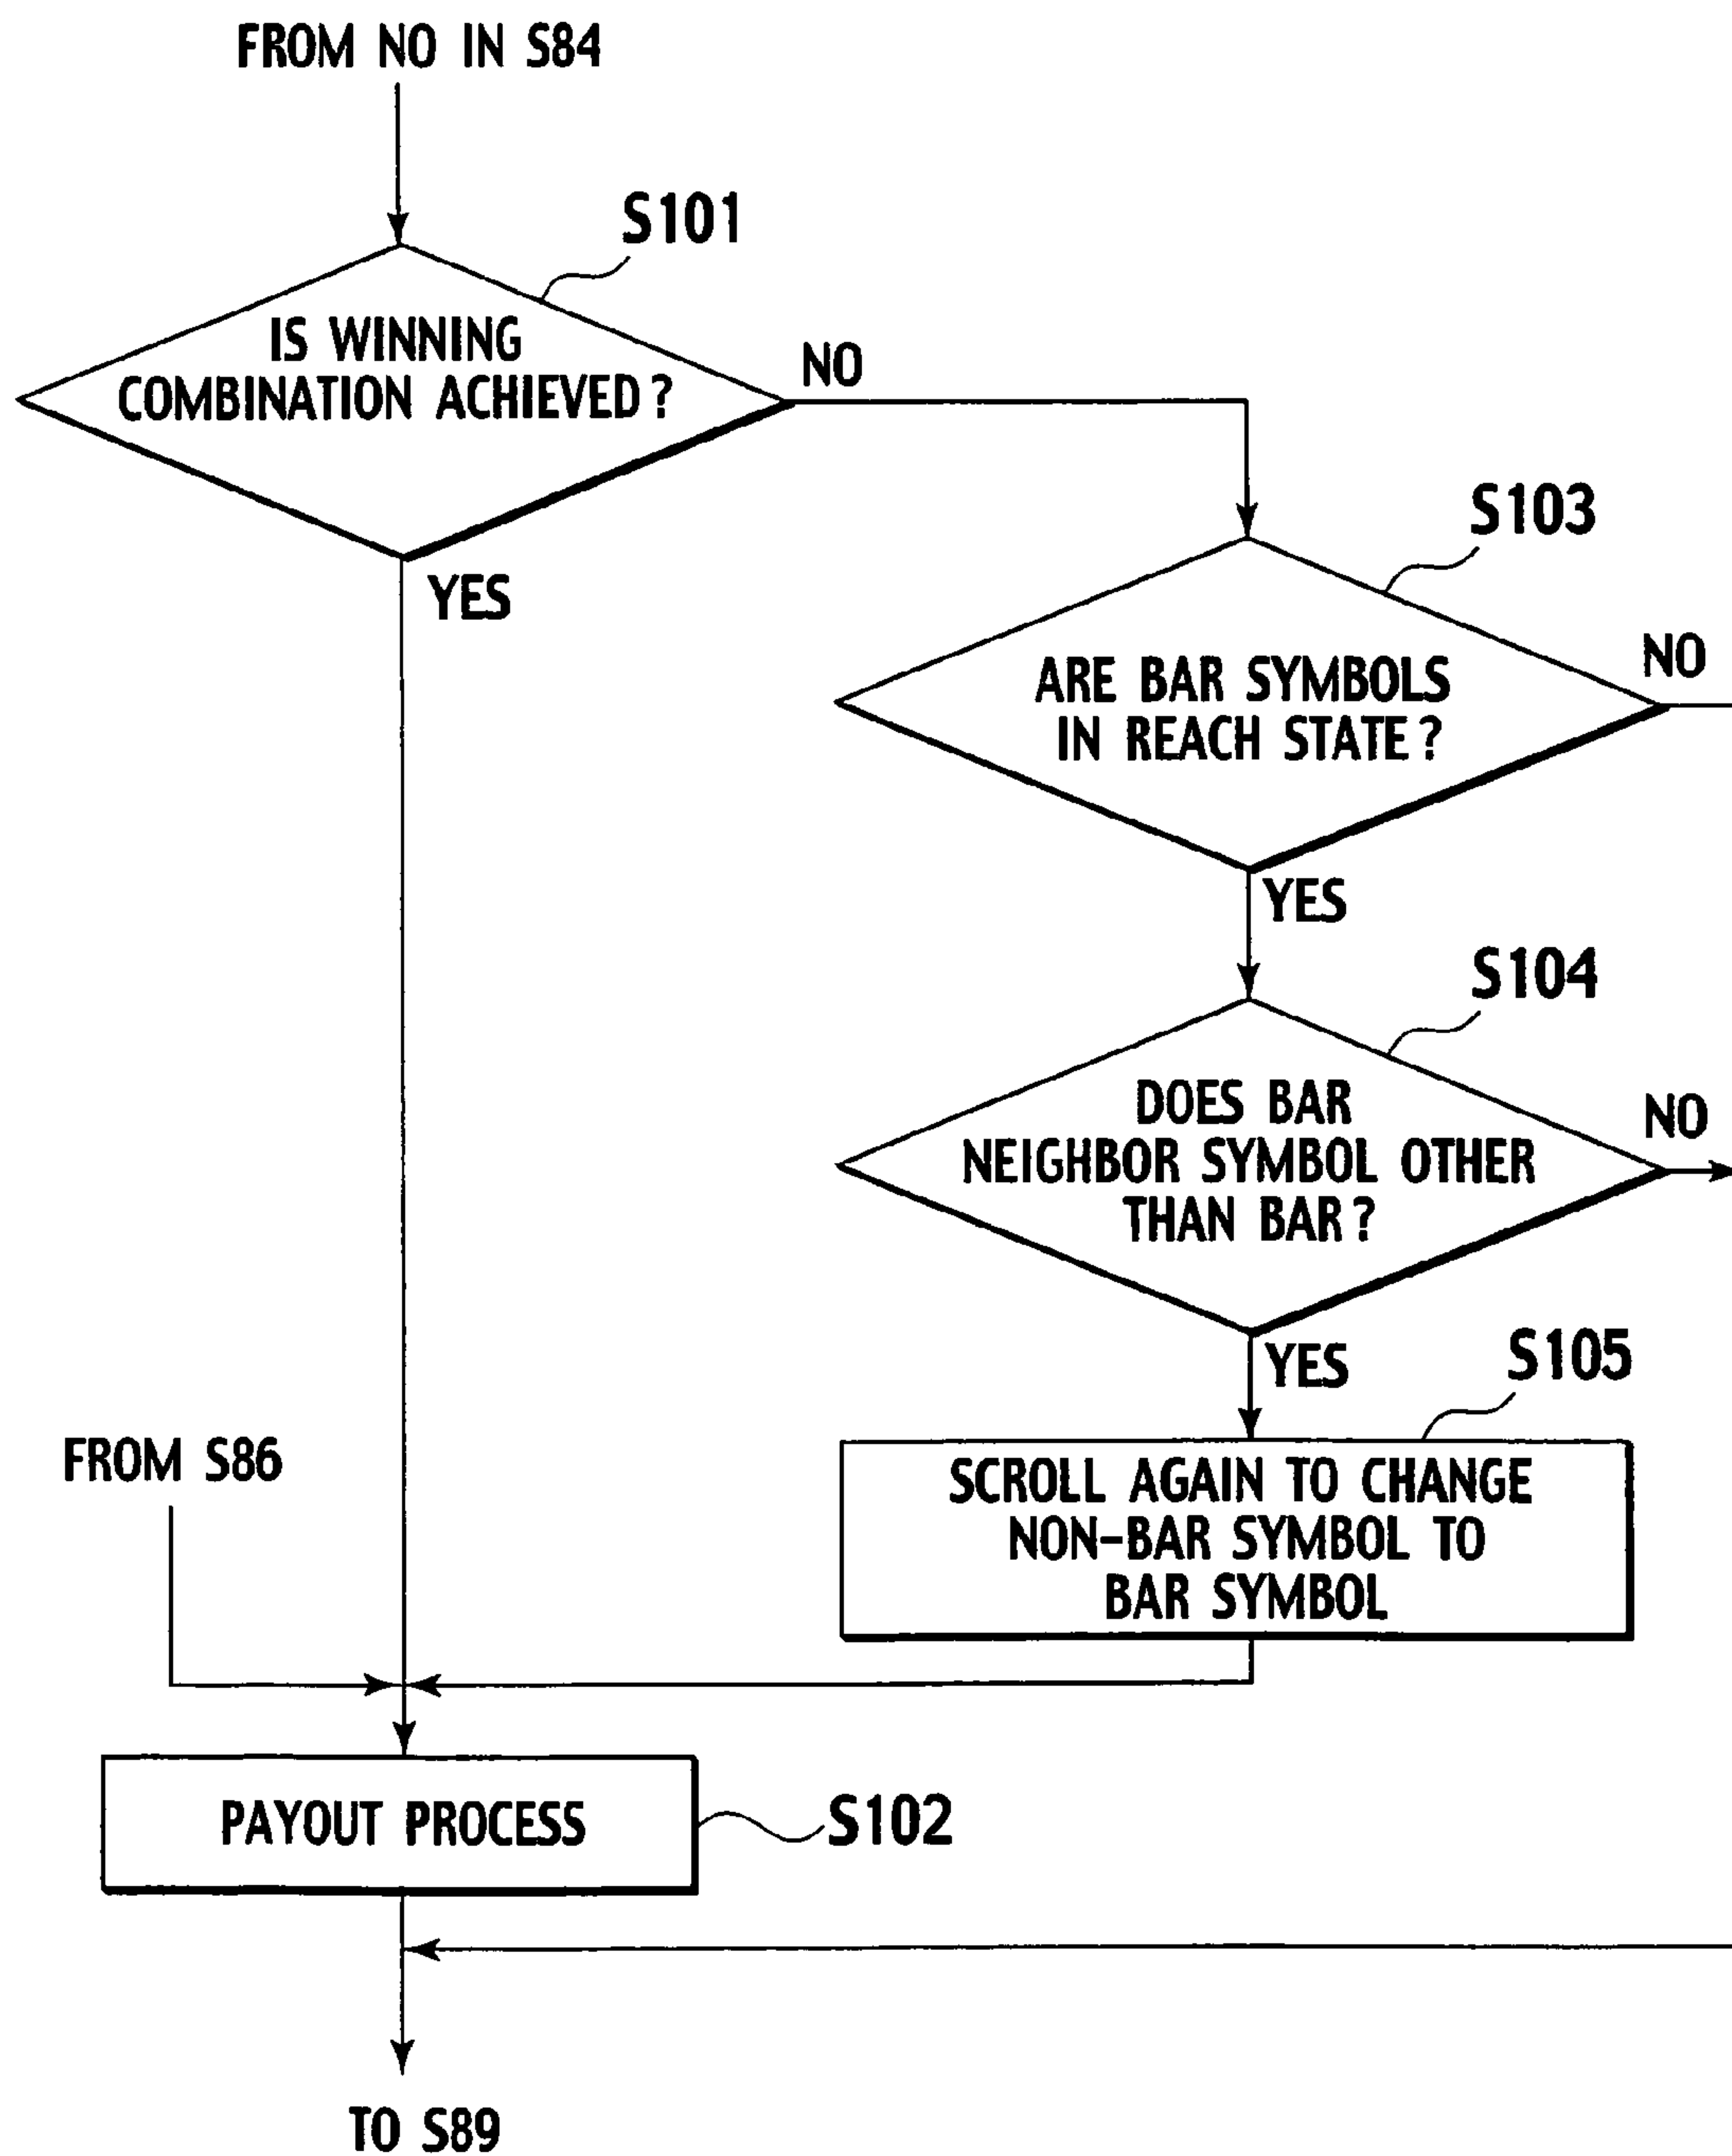 FROM NO IN S84
S101
IS WINNING
COMBINATION ACHIEVED?
NO
YES
S103
ARE BAR SYMBOLS
IN REACH STATE?
NO
YES
S104
DOES BAR
NEIGHBOR SYMBOL OTHER
THAN BAR?
NO
YES
S105
SCROLL AGAIN TO CHANGE
NON-BAR SYMBOL TO
BAR SYMBOL
FROM S86
PAYOUT PROCESS
S102
TO S89